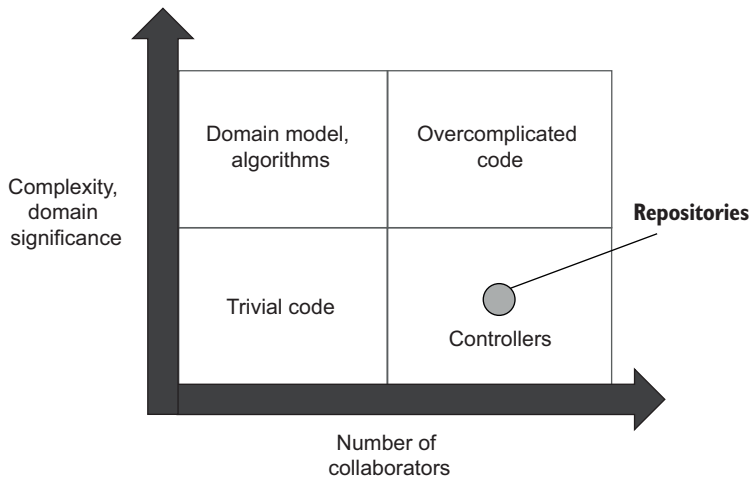 Complexity,
domain
significance
Domain model,
algorithms
Overcomplicated
code
Repositories
Trivial code
Controllers
Number of
collaborators